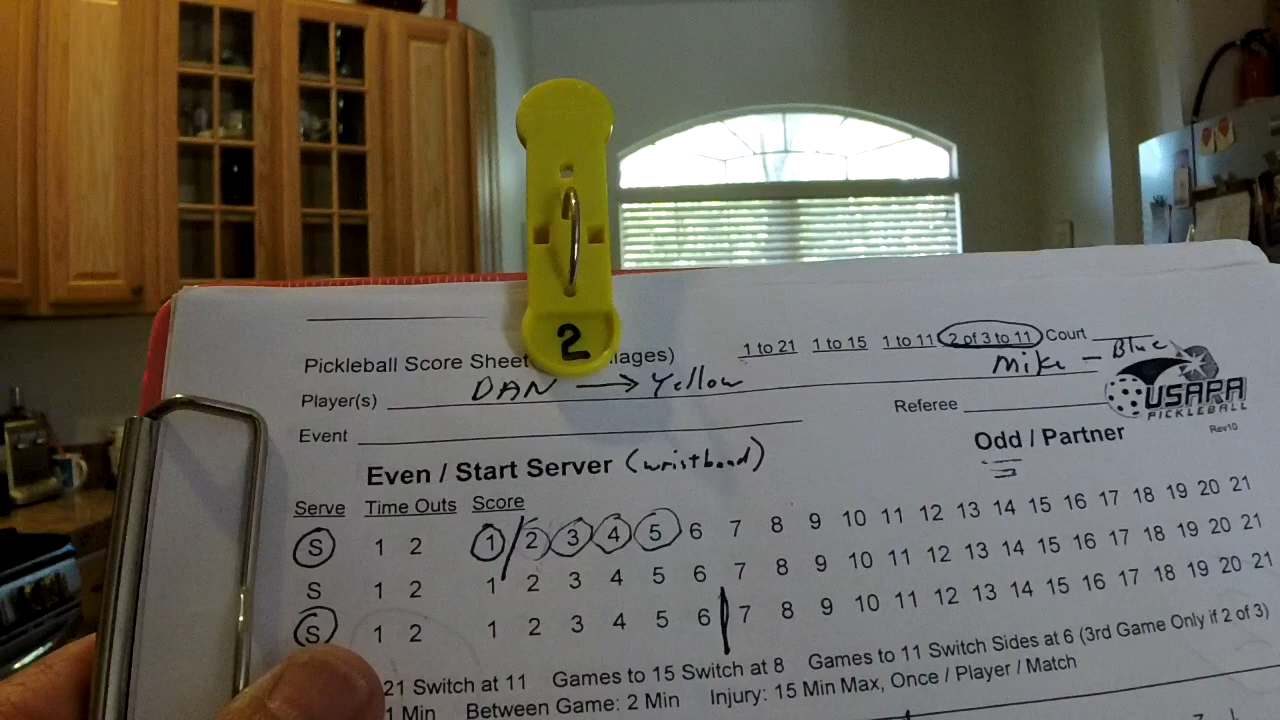 2
Pickleball Score Sheet lages) 1 to 21 1 to 15 1 to 11 2 of 3 to 11 Court
Player(s) DAN → Yellow Mike - Blue
Event Referee
USAPA
PICKLEBALL
Rev10
Even / Start Server (wristband) Odd / Partner
Serve Time Outs Score
S 1 2 1 2 3 4 5 6 7 8 9 10 11 12 13 14 15 16 17 18 19 20 21
S 1 2 1 2 3 4 5 6 7 8 9 10 11 12 13 14 15 16 17 18 19 20 21
S 1 2 1 2 3 4 5 6 7 8 9 10 11 12 13 14 15 16 17 18 19 20 21
21 Switch at 11 Games to 15 Switch at 8 Games to 11 Switch Sides at 6 (3rd Game Only if 2 of 3)
1 Min Between Game: 2 Min Injury: 15 Min Max, Once / Player / Match